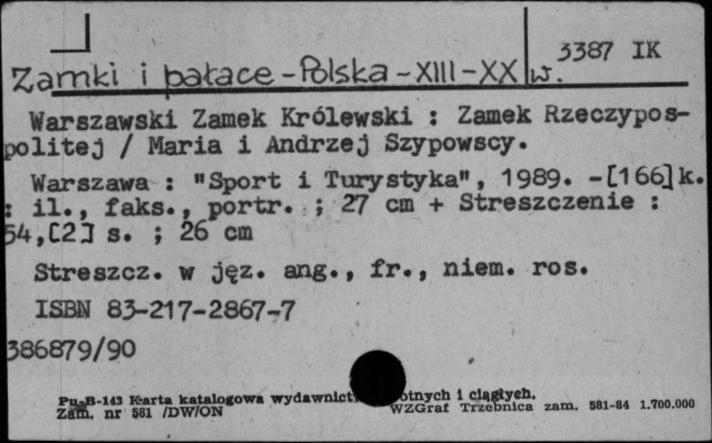 3387 IK
Zamki i pałace - Polska - XIII - XX w.
Warszawski Zamek Królewski : Zamek Rzeczypos-
politej / Maria i Andrzej Szypowscy.
Warszawa : "Sport i Turystyka", 1989. -[166]k.
: il., faks., portr. ; 27 cm + Streszczenie :
54,[2] s. ; 26 cm
Streszcz. w jęz. ang., fr., niem. ros.
ISBN 83-217-2867-7
386879/90
Pu-B-143 Karta katalogowa wydawnict otnych i ciągłych.
Zam. nr 581 /DW/ON WZGraf Trzebnica zam. 581-84 1.700.000